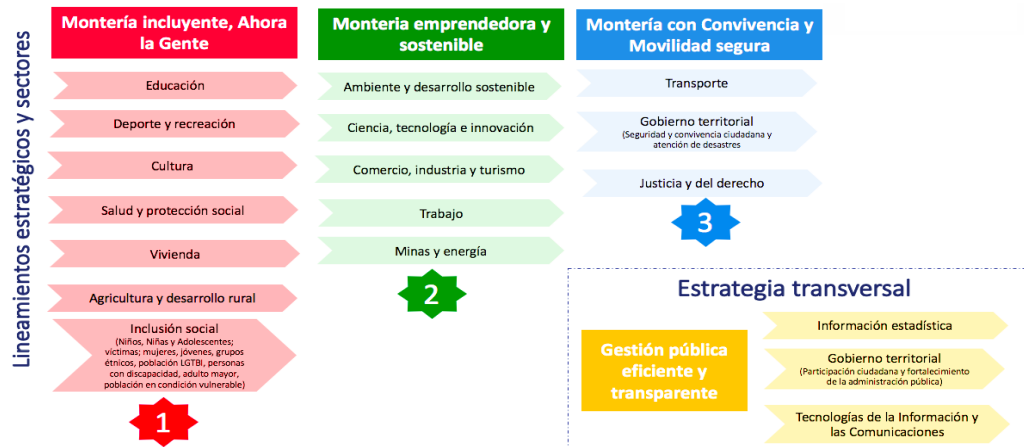 Lineamientos estratégicos y sectores
Montería incluyente, Ahora
la Gente
Educación
Deporte y recreación
Cultura
Salud y protección social
Vivienda
Agricultura y desarrollo rural
Inclusión social
(Niños, Niñas y Adolescentes;
víctimas; mujeres, jóvenes, grupos
étnicos, población LGTBI, personas
con discapacidad, adulto mayor,
población en condición vulnerable)
1
Monteria emprendedora y
sostenible
Ambiente y desarrollo sostenible
Ciencia, tecnología e innovación
Comercio, industria y turismo
Trabajo
Minas y energía
2
Montería con Convivencia y
Movilidad segura
Transporte
Gobierno territorial
(Seguridad y convivencia ciudadana y
atención de desastres
Justicia y del derecho
3
Estrategia transversal
Gestión pública
eficiente y
transparente
Información estadística
Gobierno territorial
(Participación ciudadana y fortalecimiento
de la administración pública)
Tecnologías de la Información y
las Comunicaciones